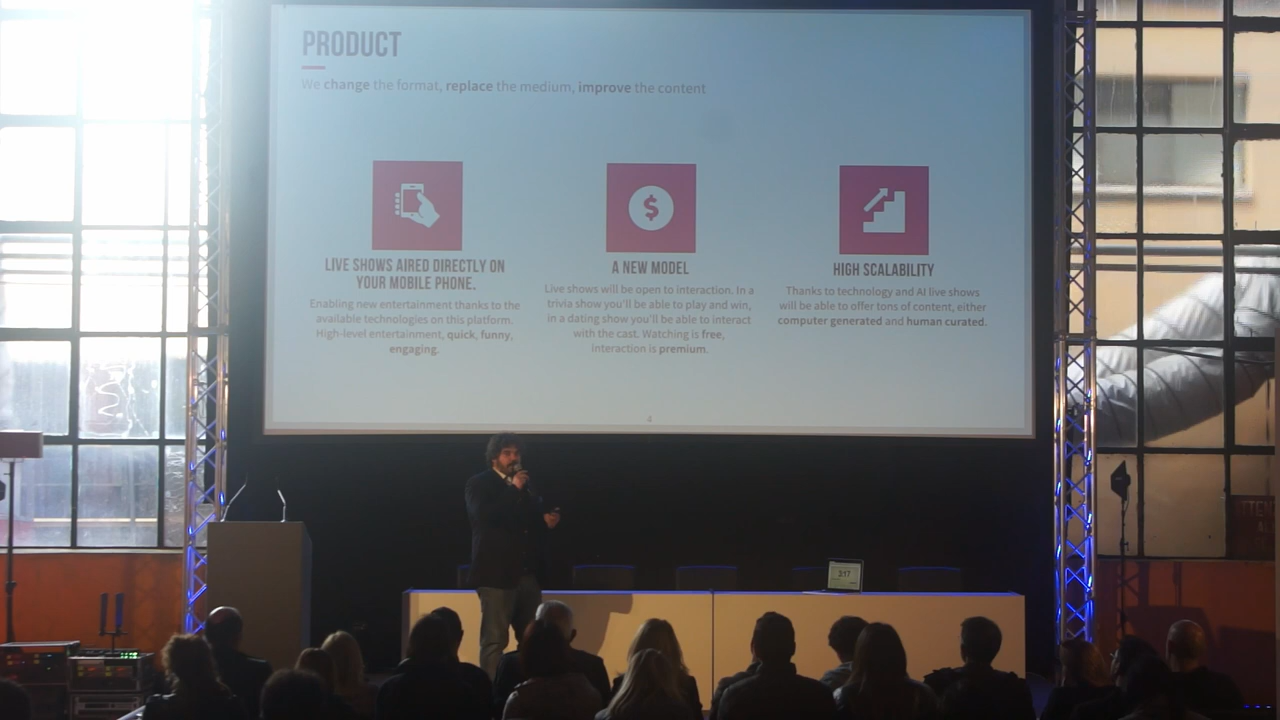 PRODUCT
We change the format, replace the medium, improve the content
LIVE SHOWS AIRED DIRECTLY ON
YOUR MOBILE PHONE.
Enabling new entertainment thanks to the
available technologies on this platform.
High-level entertainment, quick, funny,
engaging.
$
A NEW MODEL
Live shows will be open to interaction. In a
trivia show you'll be able to play and win,
in a dating show you'll be able to interact
with the cast. Watching is free,
interaction is premium.
HIGH SCALABILITY
Thanks to technology and AI live shows
will be able to offer tons of content, either
computer generated and human curated.
4